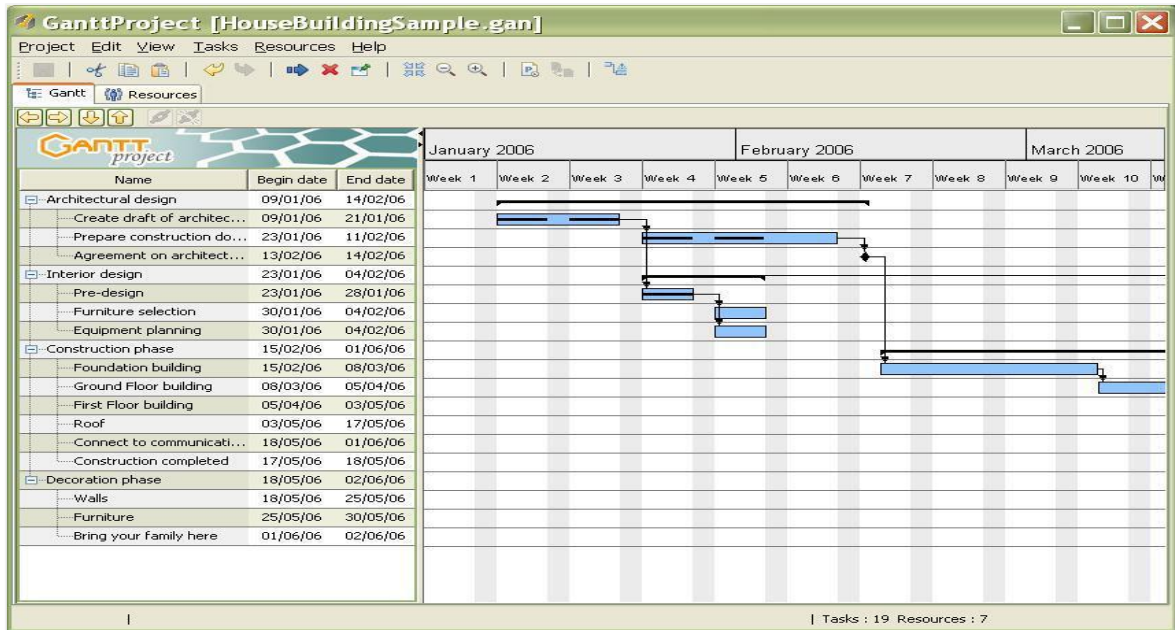 GanttProject [HouseBuildingSample.gan]
Project Edit View Tasks Resources Help
Gantt Resources
GANTT project
January 2006 February 2006 March 2006
Name Begin date End date Week 1 Week 2 Week 3 Week 4 Week 5 Week 6 Week 7 Week 8 Week 9 Week 10
Architectural design 09/01/06 14/02/06
Create draft of architec... 09/01/06 21/01/06
Prepare construction do... 23/01/06 11/02/06
Agreement on architect... 13/02/06 14/02/06
Interior design 23/01/06 04/02/06
Pre-design 23/01/06 28/01/06
Furniture selection 30/01/06 04/02/06
Equipment planning 30/01/06 04/02/06
Construction phase 15/02/06 01/06/06
Foundation building 15/02/06 08/03/06
Ground Floor building 08/03/06 05/04/06
First Floor building 05/04/06 03/05/06
Roof 03/05/06 17/05/06
Connect to communicati... 18/05/06 01/06/06
Construction completed 17/05/06 18/05/06
Decoration phase 18/05/06 02/06/06
Walls 18/05/06 25/05/06
Furniture 25/05/06 30/05/06
Bring your family here 01/06/06 02/06/06
| | Tasks : 19 Resources : 7